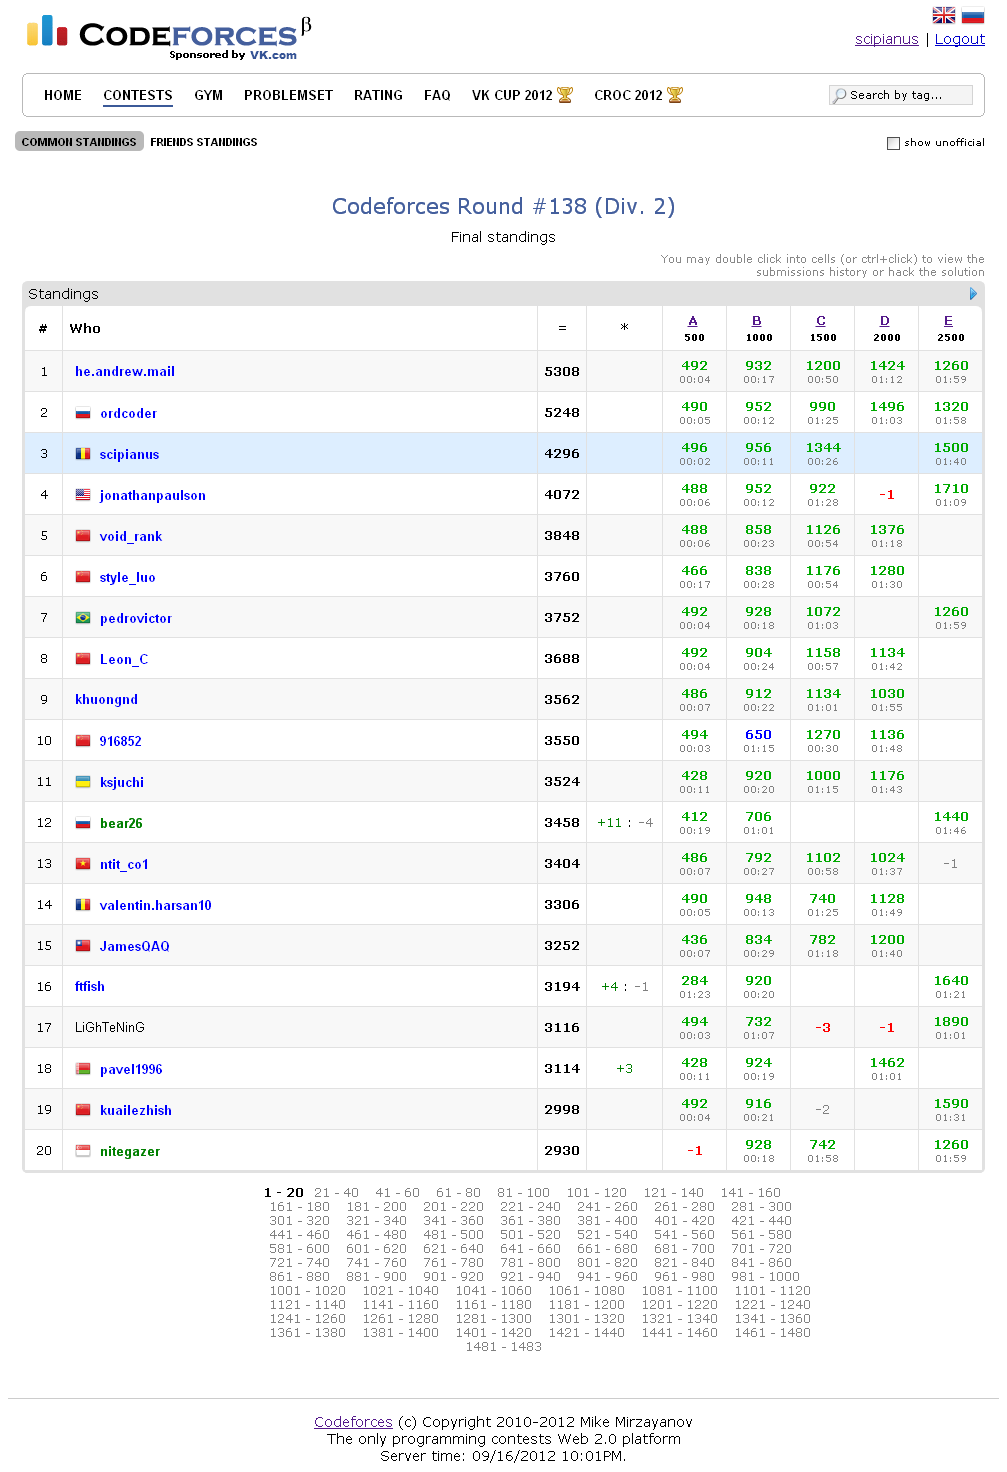 CODEFORCES β
Sponsored by VK.com
scipianus | Logout
HOME CONTESTS GYM PROBLEMSET RATING FAQ VK CUP 2012 CROC 2012 Search by tag...
COMMON STANDINGS FRIENDS STANDINGS show unofficial
Codeforces Round #138 (Div. 2)
Final standings
You may double click into cells (or ctrl+click) to view the
submissions history or hack the solution
Standings
# Who = * A B C D E
500 1000 1500 2000 2500
1 he.andrew.mail 5308 492 932 1200 1424 1260
00:04 00:17 00:50 01:12 01:59
2 ordcoder 5248 490 952 990 1496 1320
00:05 00:12 01:25 01:03 01:58
3 scipianus 4296 496 956 1344 1500
00:02 00:11 00:26 01:40
4 jonathanpaulson 4072 488 952 922 -1 1710
00:06 00:12 01:28 01:09
5 void_rank 3848 488 858 1126 1376
00:06 00:23 00:54 01:18
6 style_luo 3760 466 838 1176 1280
00:17 00:28 00:54 01:30
7 pedrovictor 3752 492 928 1072 1260
00:04 00:18 01:03 01:59
8 Leon_C 3688 492 904 1158 1134
00:04 00:24 00:57 01:42
9 khuongnd 3562 486 912 1134 1030
00:07 00:22 01:01 01:55
10 916852 3550 494 650 1270 1136
00:03 01:15 00:30 01:48
11 ksjuchi 3524 428 920 1000 1176
00:11 00:20 01:15 01:43
12 bear26 3458 +11 : -4 412 706 1440
00:19 01:01 01:46
13 ntit_co1 3404 486 792 1102 1024 -1
00:07 00:27 00:58 01:37
14 valentin.harsan10 3306 490 948 740 1128
00:05 00:13 01:25 01:49
15 JamesQAQ 3252 436 834 782 1200
00:07 00:29 01:18 01:40
16 ftfish 3194 +4 : -1 284 920 1640
01:23 00:20 01:21
17 LiGhTeNinG 3116 494 732 -3 -1 1890
00:03 01:07 01:01
18 pavel1996 3114 +3 428 924 1462
00:11 00:19 01:01
19 kuailezhish 2998 492 916 -2 1590
00:04 00:21 01:31
20 nitegazer 2930 -1 928 742 1260
00:18 01:58 01:59
1 - 20 21 - 40 41 - 60 61 - 80 81 - 100 101 - 120 121 - 140 141 - 160
161 - 180 181 - 200 201 - 220 221 - 240 241 - 260 261 - 280 281 - 300
301 - 320 321 - 340 341 - 360 361 - 380 381 - 400 401 - 420 421 - 440
441 - 460 461 - 480 481 - 500 501 - 520 521 - 540 541 - 560 561 - 580
581 - 600 601 - 620 621 - 640 641 - 660 661 - 680 681 - 700 701 - 720
721 - 740 741 - 760 761 - 780 781 - 800 801 - 820 821 - 840 841 - 860
861 - 880 881 - 900 901 - 920 921 - 940 941 - 960 961 - 980 981 - 1000
1001 - 1020 1021 - 1040 1041 - 1060 1061 - 1080 1081 - 1100 1101 - 1120
1121 - 1140 1141 - 1160 1161 - 1180 1181 - 1200 1201 - 1220 1221 - 1240
1241 - 1260 1261 - 1280 1281 - 1300 1301 - 1320 1321 - 1340 1341 - 1360
1361 - 1380 1381 - 1400 1401 - 1420 1421 - 1440 1441 - 1460 1461 - 1480
1481 - 1483
Codeforces (c) Copyright 2010-2012 Mike Mirzayanov
The only programming contests Web 2.0 platform
Server time: 09/16/2012 10:01PM.